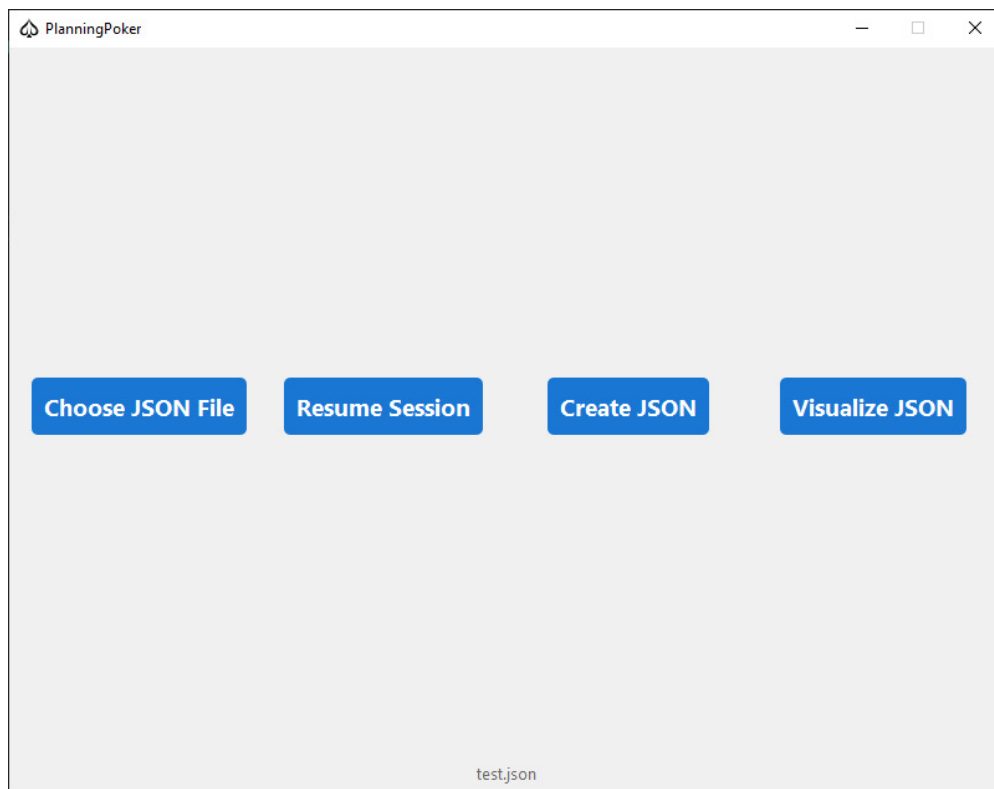 PlanningPoker
Choose JSON File
Resume Session
Create JSON
Visualize JSON
test.json